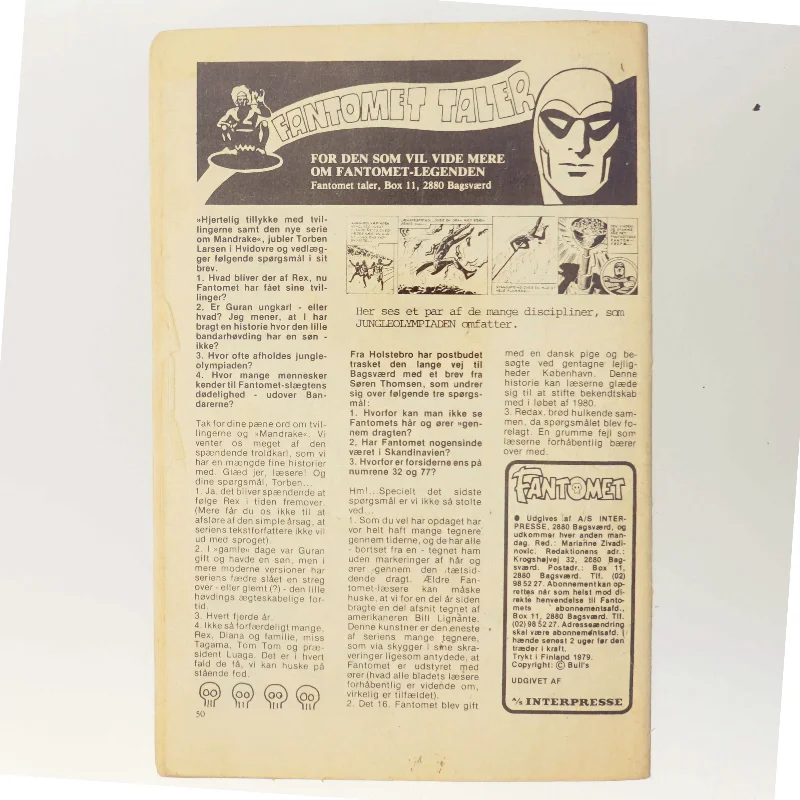 FANTOMET TALER
FOR DEN SOM VIL VIDE MERE
OM FANTOMET-LEGENDEN
Fantomet taler, Box 11, 2880 Bagsværd
»Hjertelig tillykke med tvil-
lingerne samt den nye serie
om Mandrake«, jubler Torben
Larsen i Hvidovre og vedlæg-
ger følgende spørgsmål i sit
brev.
1. Hvad bliver der af Rex, nu
Fantomet har fået sine tvil-
linger?
2. Er Guran ungkarl - eller
hvad? Jeg mener, at I har
bragt en historie hvor den lille
bandarhøvding har en søn -
ikke?
3. Hvor ofte afholdes jungle-
olympiaden?
4. Hvor mange mennesker
kender til Fantomet-slægtens
dødelighed - udover Ban-
darerne?
Tak for dine pæne ord om tvil-
lingerne og »Mandrake«. Vi
venter os meget af den
spændende troldkarl, som vi
har en mængde fine historier
med. Glæd jer, læsere! Og
dine spørgsmål, Torben...
1. Ja, det bliver spændende at
følge Rex i tiden fremover.
(Mere får du os ikke til at
afsløre af den simple årsag, at
seriens tekstforfattere ikke vil
ud med sproget)
2. I »gamle« dage var Guran
gift og havde en søn, men i
mere moderne versioner har
seriens fædre slået en streg
over - eller glemt (?) - den lille
høvdings ægteskabelige for-
tid.
3. Hvert fjerde år.
4. Ikke så forfærdeligt mange.
Rex, Diana og familie, miss
Tagama, Tom Tom og præ-
sident Luaga. Det er i hvert
fald de få, vi kan huske på
stående fod.
50
Her ses et par af de mange discipliner, som
JUNGLEOLYMPIADEN omfatter.
Fra Holstebro har postbudet
trasket den lange vej til
Bagsværd med et brev fra
Søren Thomsen, som undrer
sig over følgende tre spørgs-
mål:
1. Hvorfor kan man ikke se
Fantomets hår og ører »gen-
nem dragten?
2. Har Fantomet nogensinde
været i Skandinavien?
3. Hvorfor er forsiderne ens på
numrene 32 og 77?
Hm!...Specielt det sidste
spørgsmål er vi ikke så stolte
ved...
1. Som du vel har opdaget har
vor helt haft mange tegnere
gennem tiderne, og de har alle
- bortset fra en - tegnet ham
uden markeringer af hår og
ører gennem den tætsid-
dende dragt. Ældre Fan-
tomet-læsere kan måske
huske, at vi for en del år siden
bragte en del afsnit tegnet af
amerikaneren Bill Lignante.
Denne kunstner er den eneste
af seriens mange tegnere,
som via skygger i sine skra-
veringer ligesom antydede, at
Fantomet er udstyret med
ører (hvad alle bladets læsere
forhåbentlig er vidende om,
virkelig er tilfældet).
2. Det 16. Fantomet blev gift
med en dansk pige og be-
søgte ved gentagne lejlig-
heder København. Denne
historie kan læserne glæde
sig til at stifte bekendtskab
med i løbet af 1980.
3. Redax. brød hulkende sam-
men, da spørgsmålet blev fo-
relagt. En grumme fejl som
læserne forhåbentlig bærer
over med.
FANTOMET
● Udgives af A/S INTER-
PRESSE, 2880 Bagsværd, og
udkommer hver anden man-
dag. Red.: Marianne Zivadi-
novic. Redaktionens adr.:
Krogshøjvej 32, 2880 Bag-
sværd. Postadr.: Box 11,
2880 Bagsværd. Tlf. (02)
98 52 27. Abonnement kan op-
rettes når som helst mod di-
rekte henvendelse til Fanto-
mets abonnementsafd.,
Box 11, 2880 Bagsværd. Tlf.
(02) 98 52 27. Adresseændring
skal være abonnementsafd. i
hænde senest 2 uger før den
træder i kraft.
Trykt i Finland 1979.
Copyright: © Bull's
UDGIVET AF
A/S INTERPRESSE